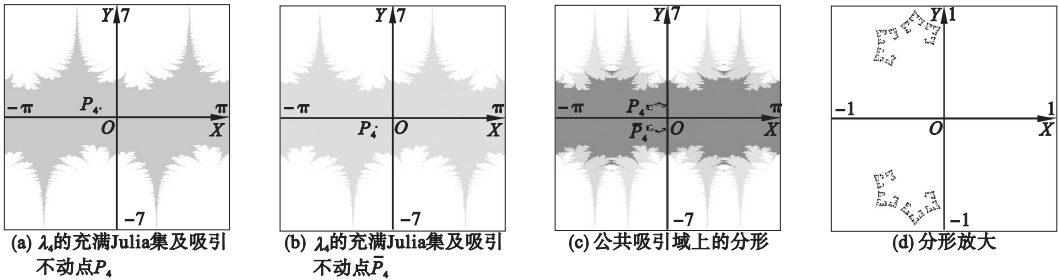 Y 7
-π
P4
π
O
X
-7
(a) λ4的充满Julia集及吸引
不动点P4
Y 7
-π
π
P4
O
X
-7
(b) λ4的充满Julia集及吸引
不动点P̄4
Y 7
-π
P4
π
P̄4
O
X
-7
(c) 公共吸引域上的分形
Y 1
-1
1
O
X
-1
(d) 分形放大